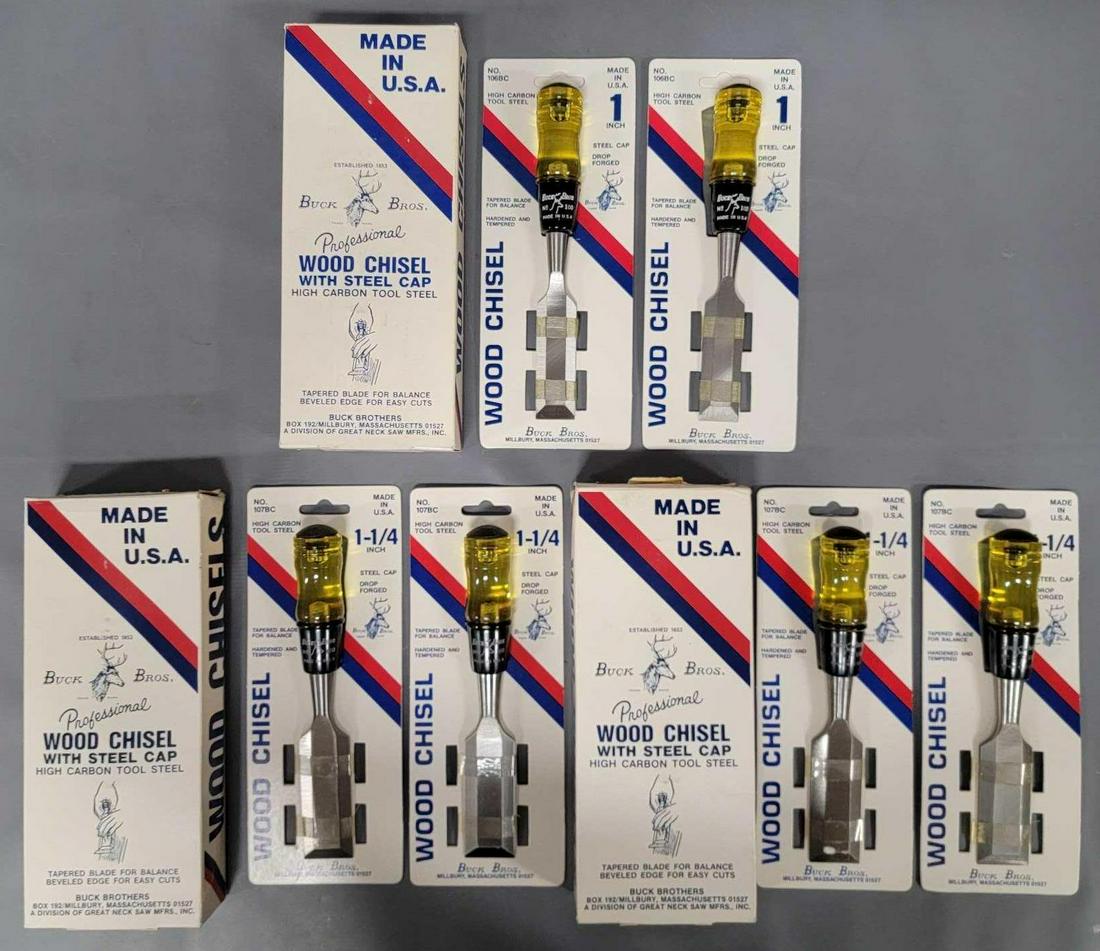 MADE
IN
U.S.A.
ESTABLISHED 1853
BUCK BROS.
Professional
WOOD CHISEL
WITH STEEL CAP
HIGH CARBON TOOL STEEL
TAPERED BLADE FOR BALANCE
BEVELED EDGE FOR EASY CUTS
BUCK BROTHERS
BOX 192/MILLBURY, MASSACHUSETTS 01527
A DIVISION OF GREAT NECK SAW MFRS., INC.
WOOD CHISELS
NO.
106BC
MADE
IN
U.S.A.
HIGH CARBON
TOOL STEEL
1
INCH
STEEL CAP
DROP
FORGED
TAPERED BLADE
FOR BALANCE
BUCK BROS.
HARDENED AND
TEMPERED
MADE IN U.S.A
WOOD CHISEL
BUCK BROS.
MILLBURY, MASSACHUSETTS 01527
NO.
106BC
MADE
IN
U.S.A.
HIGH CARBON
TOOL STEEL
1
INCH
STEEL CAP
DROP
FORGED
TAPERED BLADE
FOR BALANCE
BROS.
HARDENED AND
TEMPERED
MADE IN U.S.A
WOOD CHISEL
BUCK BROS.
MILLBURY, MASSACHUSETTS 01527
MADE
IN
U.S.A.
ESTABLISHED 1853
BUCK BROS.
Professional
WOOD CHISEL
WITH STEEL CAP
HIGH CARBON TOOL STEEL
TAPERED BLADE FOR BALANCE
BEVELED EDGE FOR EASY CUTS
BUCK BROTHERS
BOX 192/MILLBURY, MASSACHUSETTS 01527
A DIVISION OF GREAT NECK SAW MFRS., INC.
WOOD CHISELS
NO.
107BC
MADE
IN
U.S.A.
HIGH CARBON
TOOL STEEL
1-1/4
INCH
STEEL CAP
DROP
FORGED
TAPERED BLADE
FOR BALANCE
BROS.
HARDENED AND
TEMPERED
WOOD CHISEL
BUCK BROS.
MILLBURY, MASSACHUSETTS 01527
NO.
107BC
MADE
IN
U.S.A.
HIGH CARBON
TOOL STEEL
1-1/4
INCH
STEEL CAP
DROP
FORGED
TAPERED BLADE
FOR BALANCE
BUCK BROS.
HARDENED AND
TEMPERED
WOOD CHISEL
BUCK BROS.
MILLBURY, MASSACHUSETTS 01527
MADE
IN
U.S.A.
ESTABLISHED 1853
BUCK BROS.
Professional
WOOD CHISEL
WITH STEEL CAP
HIGH CARBON TOOL STEEL
TAPERED BLADE FOR BALANCE
BEVELED EDGE FOR EASY CUTS
BUCK BROTHERS
BOX 192/MILLBURY, MASSACHUSETTS 01527
A DIVISION OF GREAT NECK SAW MFRS., INC.
NO.
107BC
MADE
IN
U.S.A.
HIGH CARBON
TOOL STEEL
-1/4
INCH
STEEL CAP
DROP
FORGED
TAPERED BLADE
FOR BALANCE
BROS.
HARDENED AND
TEMPERED
WOOD CHISEL
BUCK BROS.
MILLBURY, MASSACHUSETTS 01527
NO.
107BC
MADE
IN
U.S.A.
HIGH CARBON
TOOL STEEL
-1/4
INCH
STEEL CAP
DROP
FORGED
TAPERED BLADE
FOR BALANCE
BROS.
HARDENED AND
TEMPERED
WOOD CHISEL
BUCK BROS.
MILLBURY, MASSACHUSETTS 01527